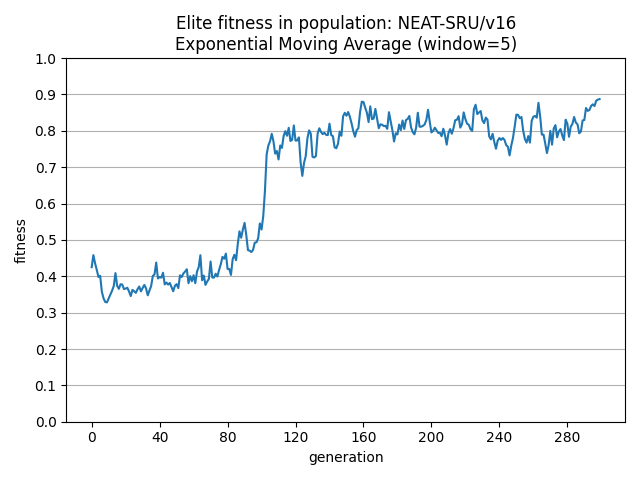 Elite fitness in population: NEAT-SRU/v16
Exponential Moving Average (window=5)
1.0
0.9
0.8
0.7
0.6
0.5
0.4
0.3
0.2
0.1
0.0
fitness
0 40 80 120 160 200 240 280
generation